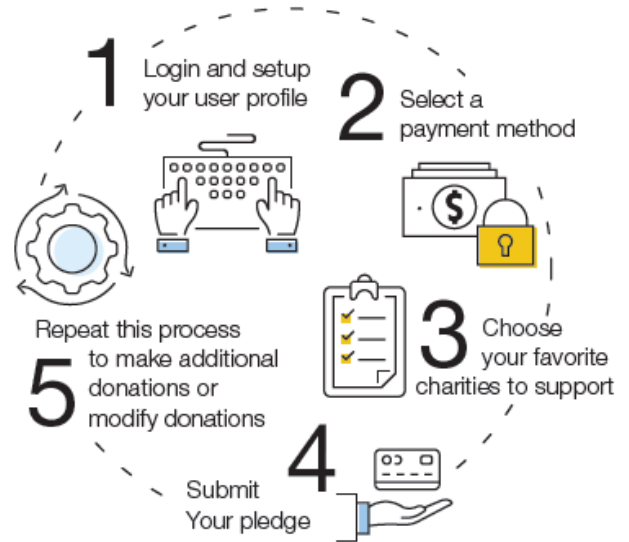 1 Login and setup
your user profile
2 Select a
payment method
$
3 Choose
your favorite
charities to support
4
Submit
Your pledge
Repeat this process
5 to make additional
donations or
modify donations